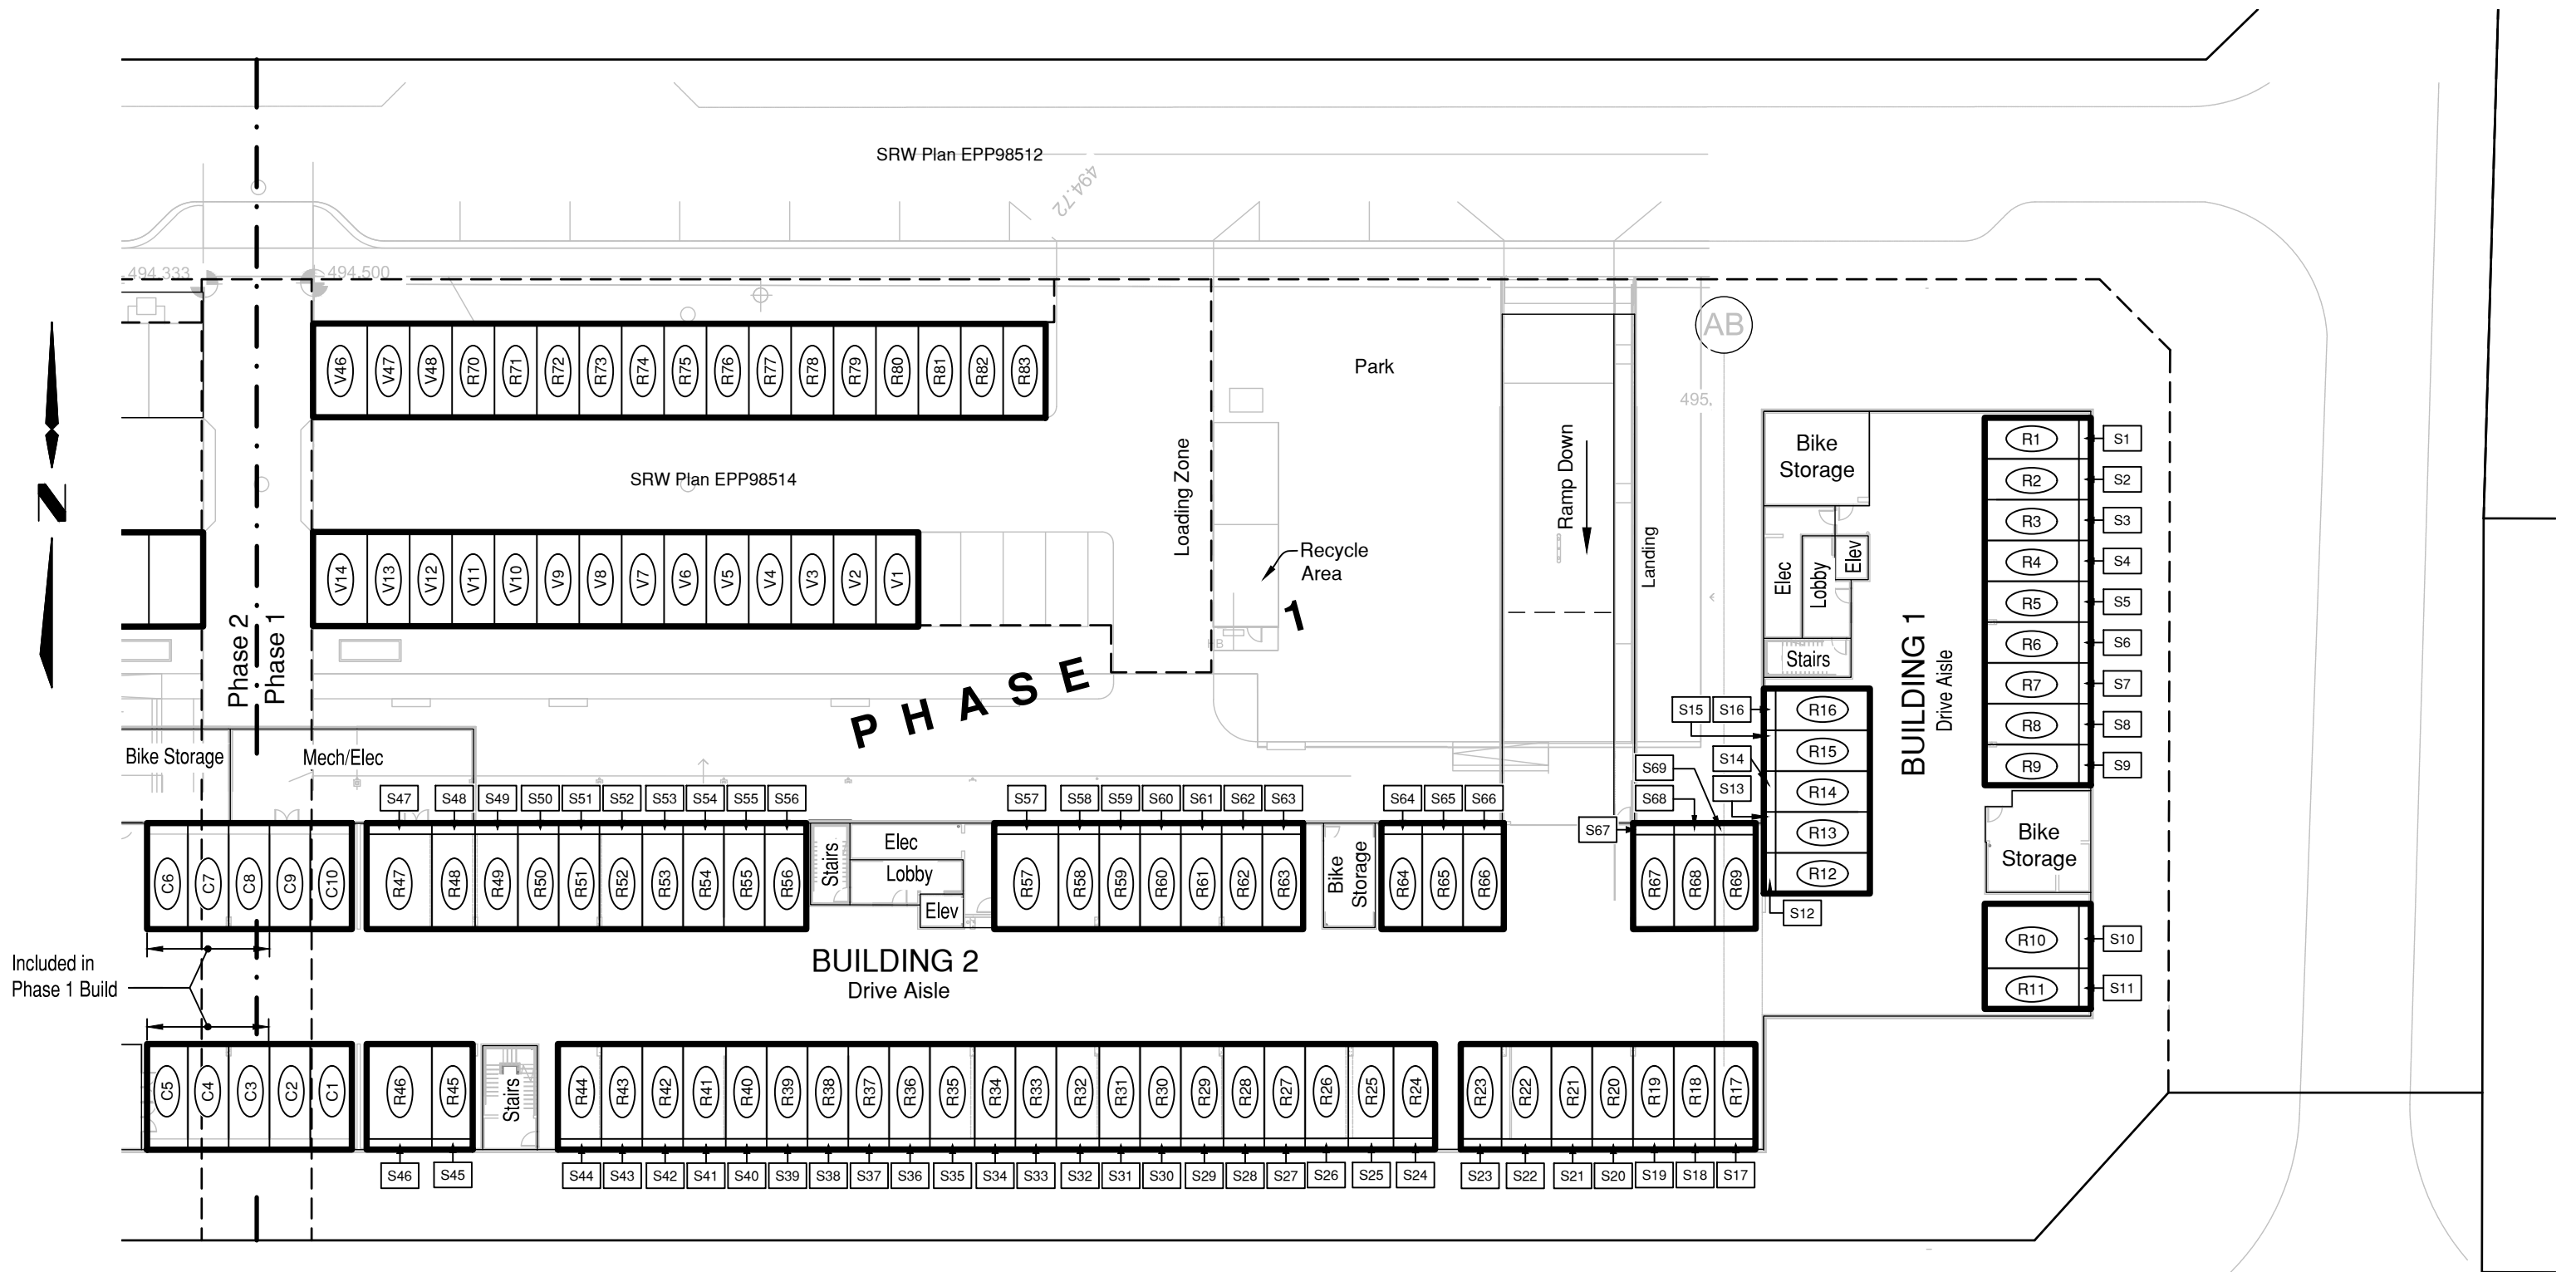 SRW Plan EPP98512
494.72
494.333
494.500
V46 V47 V48 R70 R71 R72 R73 R74 R75 R76 R77 R78 R79 R80 R81 R82 R83
AB
Park
495.
SRW Plan EPP98514
Loading Zone
Ramp Down
Landing
Recycle
Area
N
V14 V13 V12 V11 V10 V9 V8 V7 V6 V5 V4 V3 V2 V1
Phase 2
Phase 1
PHASE 1
Bike
Storage
Elec
Lobby
Elev
Stairs
BUILDING 1
Drive Aisle
R1 S1
R2 S2
R3 S3
R4 S4
R5 S5
R6 S6
R7 S7
R8 S8
R9 S9
Bike
Storage
R10 S10
R11 S11
S15 S16 R16
R15
S14 R14
S13 R13
R12
S12
S69
S68
S67
Bike Storage
Mech/Elec
S47 S48 S49 S50 S51 S52 S53 S54 S55 S56 S57 S58 S59 S60 S61 S62 S63 S64 S65 S66
C6 C7 C8 C9 C10 R47 R48 R49 R50 R51 R52 R53 R54 R55 R56
Stairs
Elec
Lobby
Elev
R57 R58 R59 R60 R61 R62 R63
Bike
Storage
R64 R65 R66
R67 R68 R69
Included in
Phase 1 Build
BUILDING 2
Drive Aisle
C5 C4 C3 C2 C1 R46 R45
Stairs
R44 R43 R42 R41 R40 R39 R38 R37 R36 R35 R34 R33 R32 R31 R30 R29 R28 R27 R26 R25 R24 R23 R22 R21 R20 R19 R18 R17
S46 S45 S44 S43 S42 S41 S40 S39 S38 S37 S36 S35 S34 S33 S32 S31 S30 S29 S28 S27 S26 S25 S24 S23 S22 S21 S20 S19 S18 S17